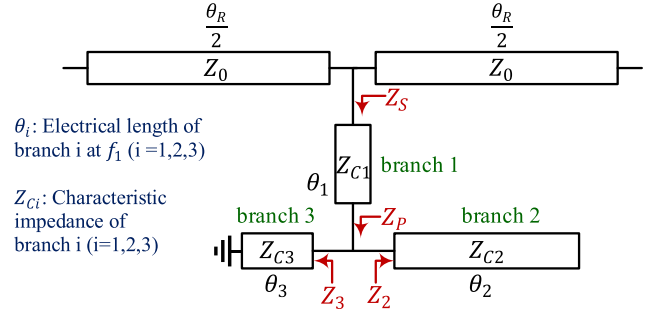 θ_R/2
θ_R/2
Z_0
Z_0
Z_S
θ_i: Electrical length of
branch i at f_1 (i =1,2,3)
Z_C1
branch 1
θ_1
Z_Ci: Characteristic
impedance of
branch i (i=1,2,3)
branch 3
Z_P
branch 2
Z_C3
Z_C2
θ_3
Z_3
Z_2
θ_2